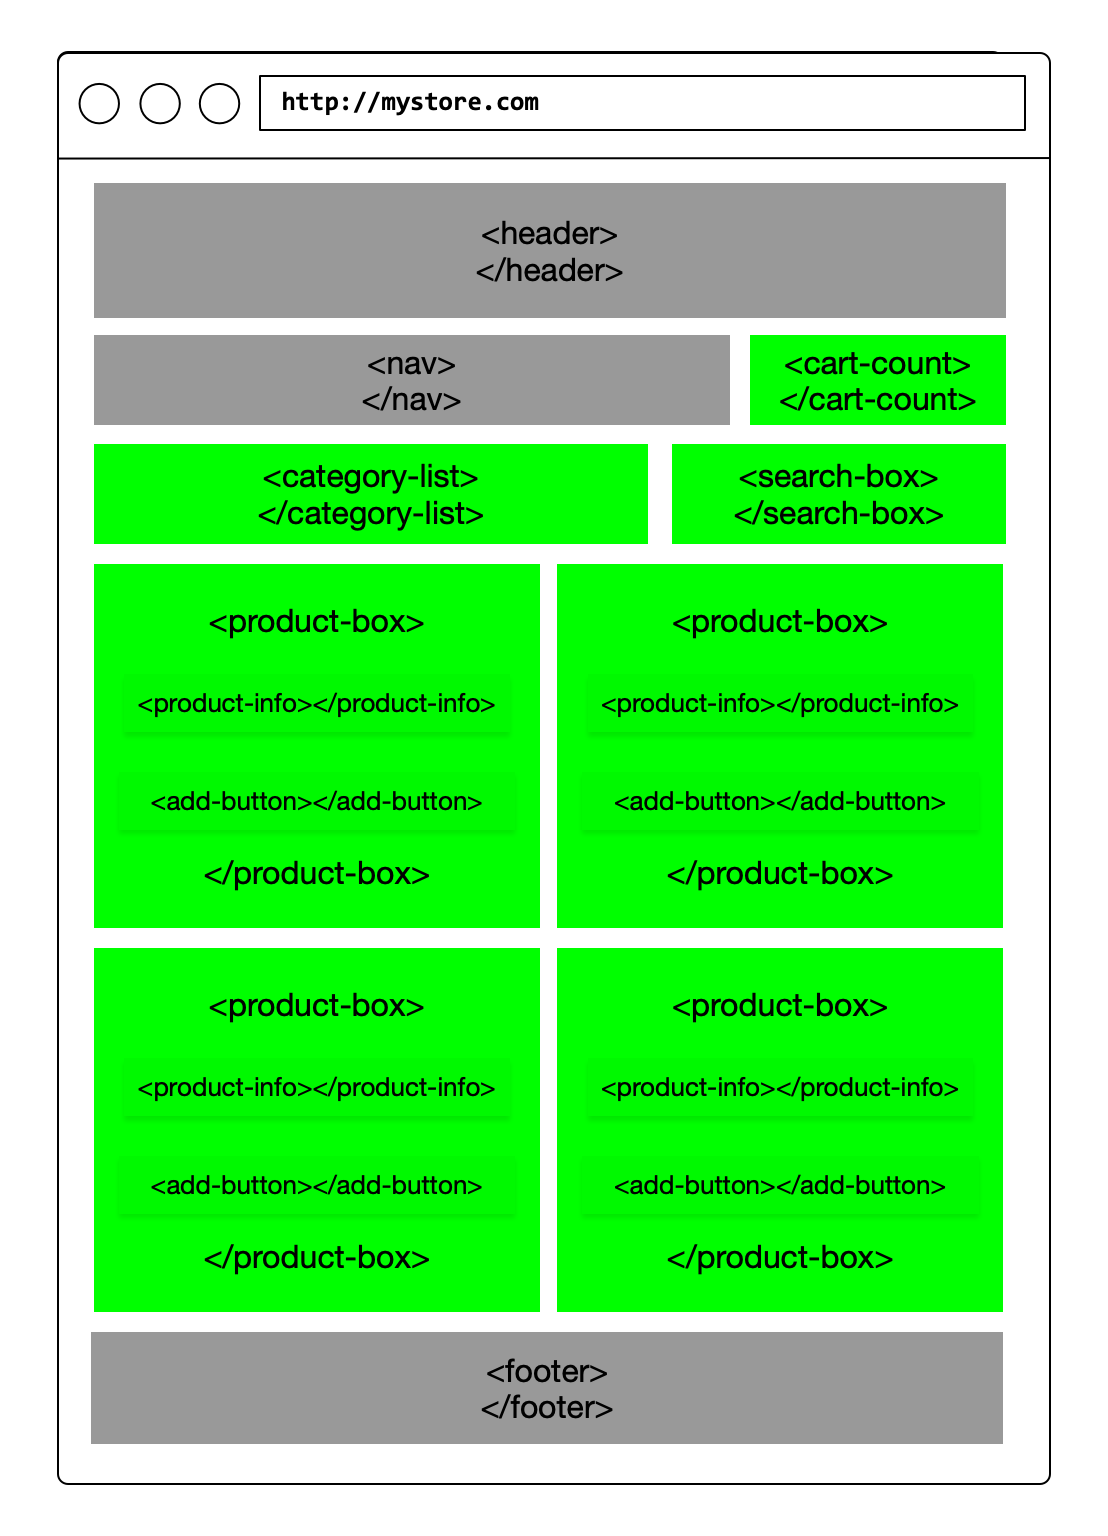 http://mystore.com
<header>
</header>
<nav>
</nav>
<cart-count>
</cart-count>
<category-list>
</category-list>
<search-box>
</search-box>
<product-box>
<product-info></product-info>
<add-button></add-button>
</product-box>
<product-box>
<product-info></product-info>
<add-button></add-button>
</product-box>
<product-box>
<product-info></product-info>
<add-button></add-button>
</product-box>
<product-box>
<product-info></product-info>
<add-button></add-button>
</product-box>
<footer>
</footer>